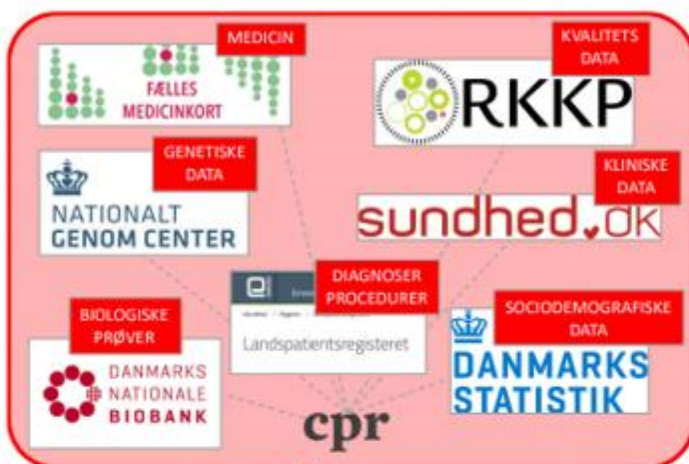 MEDICIN
FÆLLES
MEDICINKORT
KVALITETS
DATA
RKKP
GENETISKE
DATA
NATIONALT
GENOM CENTER
KLINISKE
DATA
sundhed.dk
DIAGNOSER
PROCEDURER
Landspatientsregisteret
BIOLOGISKE
PRØVER
DANMARKS
NATIONALE
BIOBANK
SOCIODEMOGRAFISKE
DATA
DANMARKS
STATISTIK
cpr